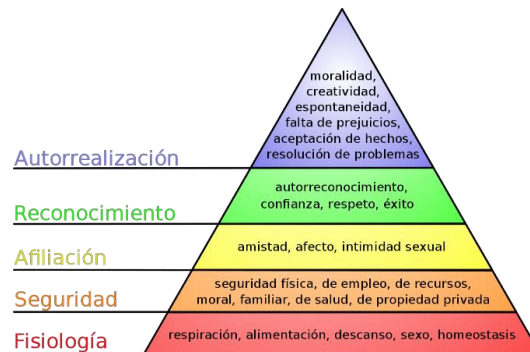 moralidad,
creatividad,
espontaneidad,
falta de prejuicios,
aceptación de hechos,
resolución de problemas
Autorrealización
autorreconocimiento,
confianza, respeto, éxito
Reconocimiento
amistad, afecto, intimidad sexual
Afiliación
seguridad física, de empleo, de recursos,
moral, familiar, de salud, de propiedad privada
Seguridad
respiración, alimentación, descanso, sexo, homeostasis
Fisiología